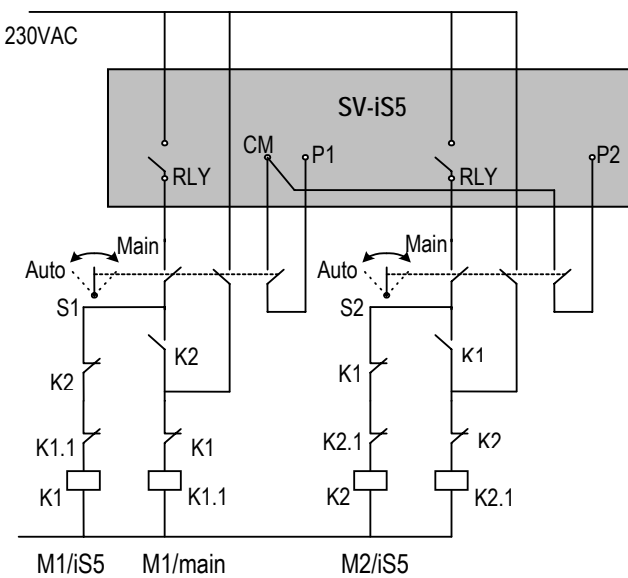 230VAC
SV-iS5
CM P1 P2
RLY RLY
Main Main
Auto Auto
S1 S2
K2 K1
K2 K1
K1.1 K1 K2.1 K2
K1 K1.1 K2 K2.1
M1/iS5 M1/main M2/iS5